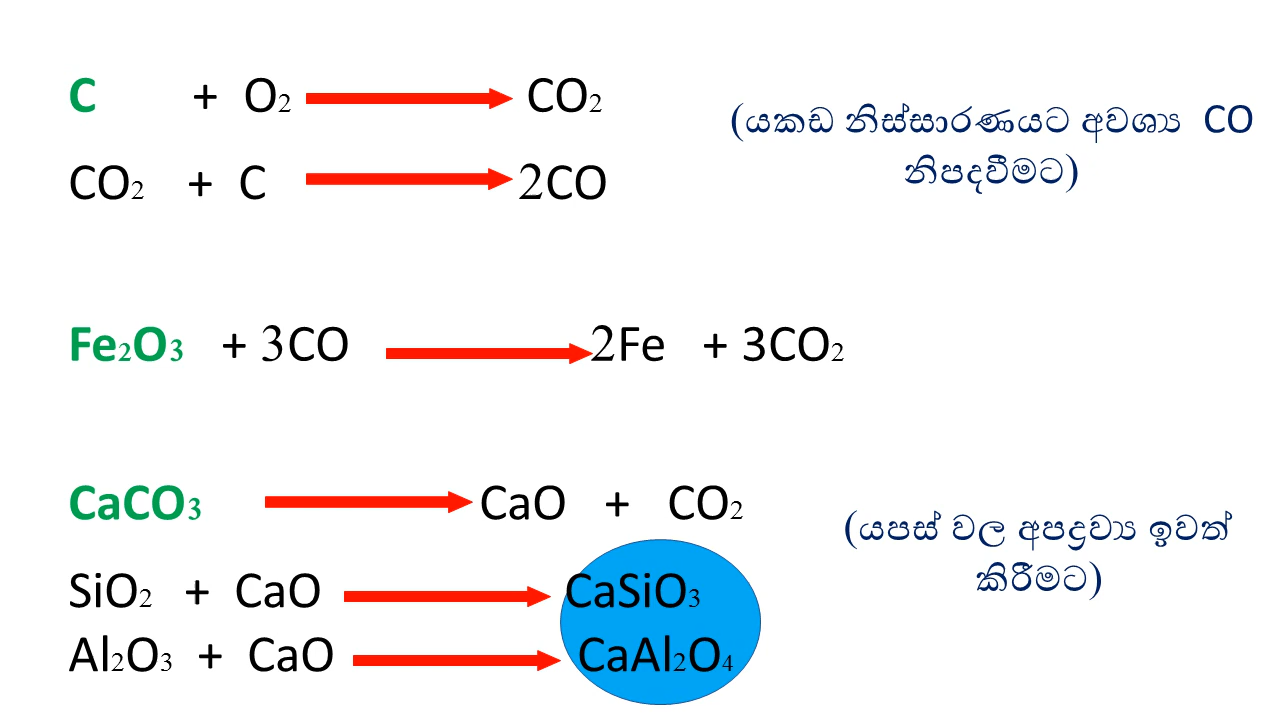 C + O₂ → CO₂
(යකඩ නිස්සාරණයට අවශ්‍ය CO
නිපදවීමට)
CO₂ + C → 2CO
Fe₂O₃ + 3CO → 2Fe + 3CO₂
CaCO₃ → CaO + CO₂
(යපස් වල අපද්‍රව්‍ය ඉවත්
කිරීමට)
SiO₂ + CaO → CaSiO₃
Al₂O₃ + CaO → CaAl₂O₄